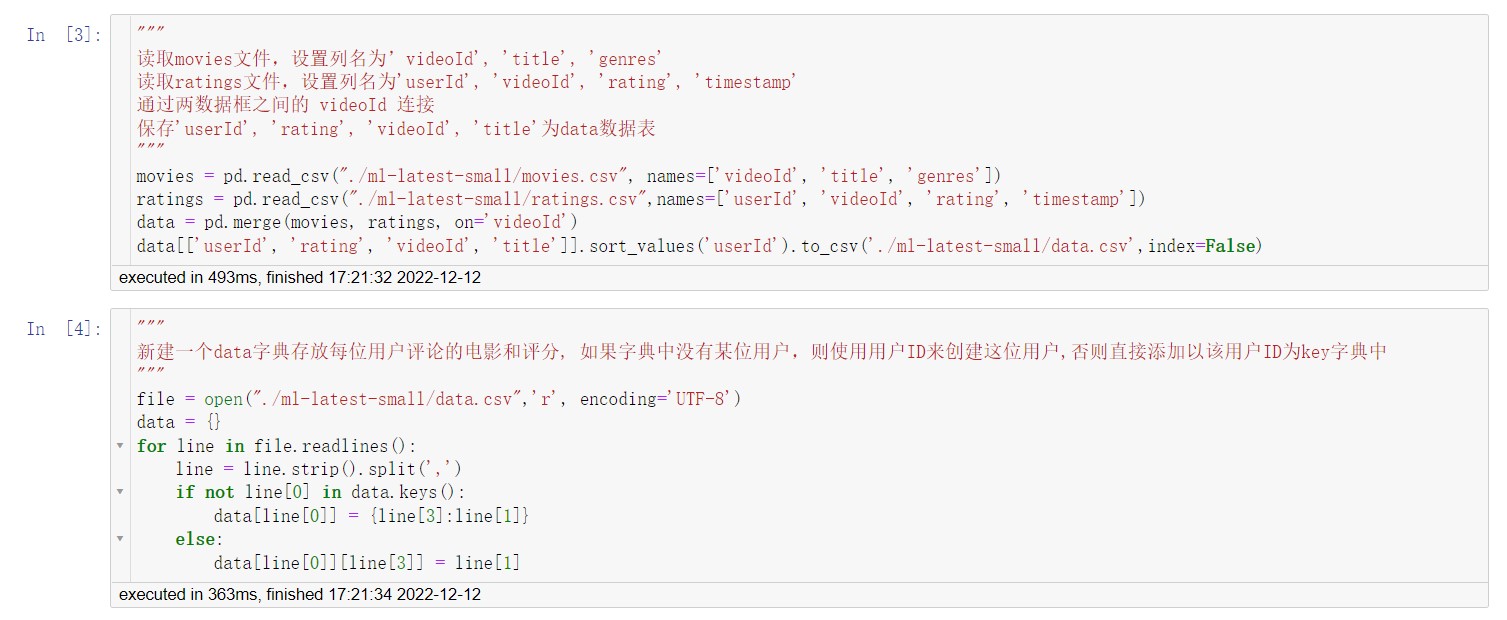 In [3]:
"""
读取movies文件，设置列名为' videoId', 'title', 'genres'
读取ratings文件，设置列名为'userId', 'videoId', 'rating', 'timestamp'
通过两数据框之间的 videoId 连接
保存'userId', 'rating', 'videoId', 'title'为data数据表
"""
movies = pd.read_csv("./ml-latest-small/movies.csv", names=['videoId', 'title', 'genres'])
ratings = pd.read_csv("./ml-latest-small/ratings.csv",names=['userId', 'videoId', 'rating', 'timestamp'])
data = pd.merge(movies, ratings, on='videoId')
data[['userId', 'rating', 'videoId', 'title']].sort_values('userId').to_csv('./ml-latest-small/data.csv',index=False)
executed in 493ms, finished 17:21:32 2022-12-12
In [4]:
"""
新建一个data字典存放每位用户评论的电影和评分, 如果字典中没有某位用户，则使用用户ID来创建这位用户,否则直接添加以该用户ID为key字典中
"""
file = open("./ml-latest-small/data.csv",'r', encoding='UTF-8')
data = {}
for line in file.readlines():
    line = line.strip().split(',')
    if not line[0] in data.keys():
        data[line[0]] = {line[3]:line[1]}
    else:
        data[line[0]][line[3]] = line[1]
executed in 363ms, finished 17:21:34 2022-12-12